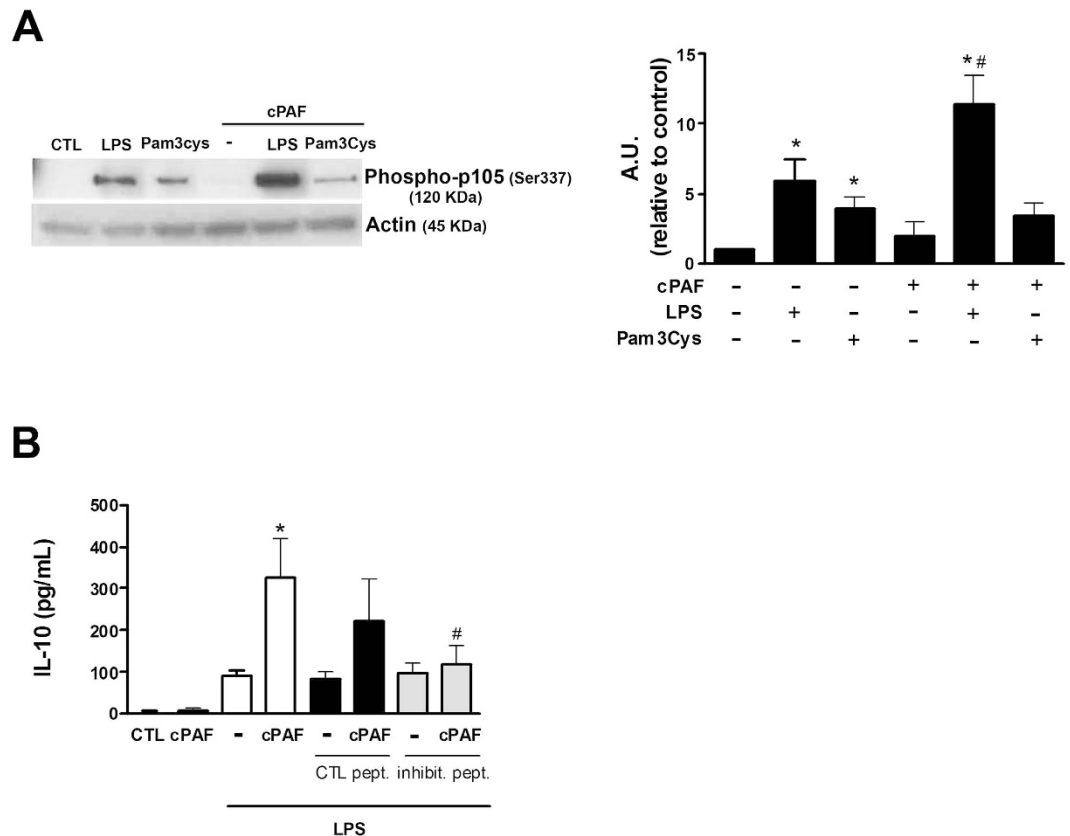 A
cPAF
CTL LPS Pam3cys - LPS Pam3Cys
Phospho-p105 (Ser337)
(120 KDa)
Actin (45 KDa)
A.U.
(relative to control)
15
10
5
0
* * * #
cPAF - - - + + +
LPS - + - - + -
Pam3Cys - - + - - +
B
IL-10 (pg/mL)
500
400
300
200
100
0
* #
CTL cPAF - cPAF - cPAF - cPAF
CTL pept. inhibit. pept.
LPS